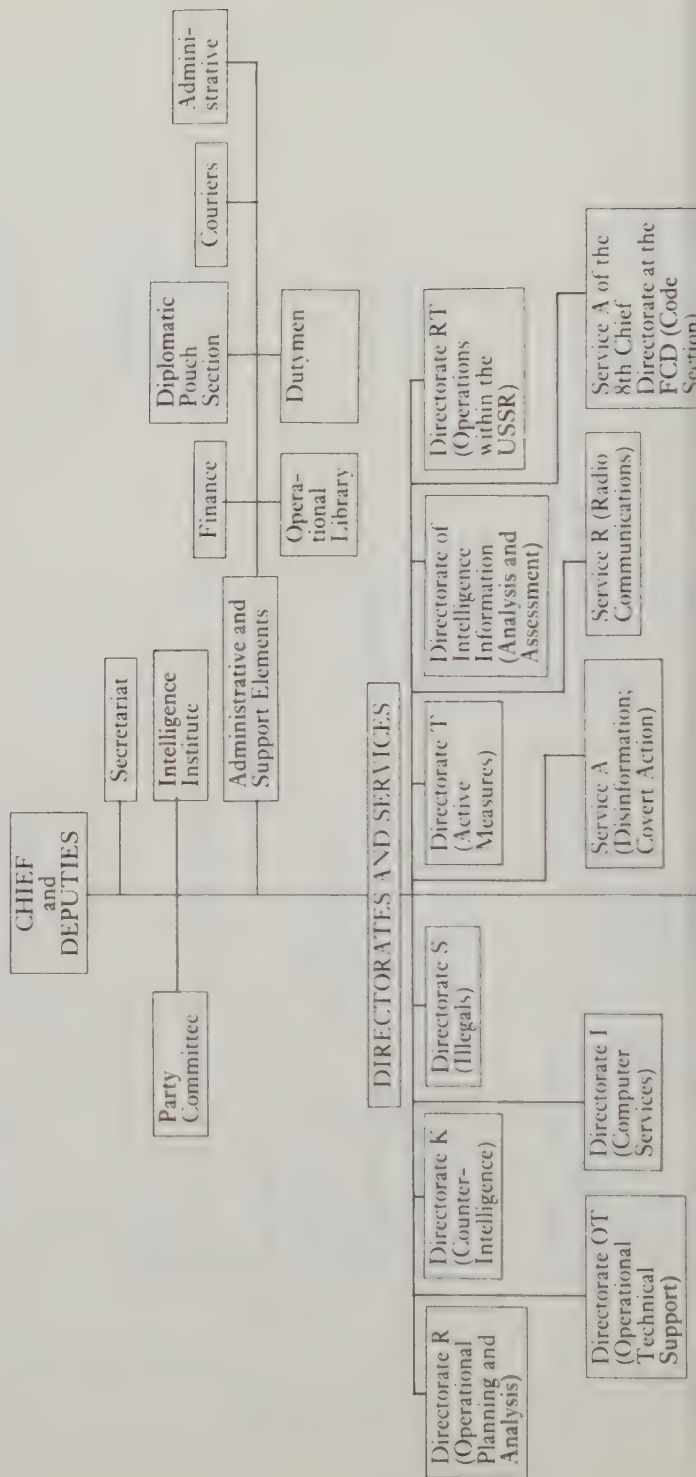 CHIEF
and
DEPUTIES
Secretariat
Party
Committee
Intelligence
Institute
Administrative and
Support Elements
Finance
Diplomatic
Pouch
Section
Couriers
Admini-
strative
Opera-
tional
Library
Dutymen
DIRECTORATES AND SERVICES
Directorate R
(Operational
Planning and
Analysis)
Directorate K
(Counter-
Intelligence)
Directorate S
(Illegals)
Directorate T
(Active
Measures)
Directorate of
Intelligence
Information
(Analysis and
Assessment)
Directorate RT
(Operations
within the
USSR)
Directorate OT
(Operational
Technical
Support)
Directorate I
(Computer
Services)
Service A
(Disinformation;
Covert Action)
Service R (Radio
Communications)
Service A of the
8th Chief
Directorate at the
FCD (Code
Section)